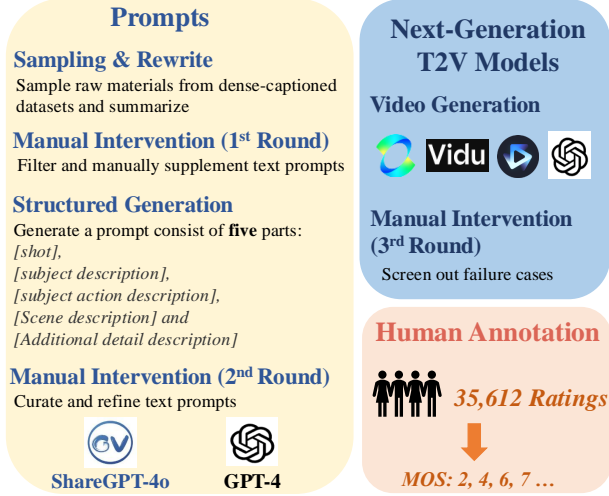 Prompts
Sampling & Rewrite
Sample raw materials from dense-captioned
datasets and summarize
Manual Intervention (1st Round)
Filter and manually supplement text prompts
Structured Generation
Generate a prompt consist of five parts:
[shot],
[subject description],
[subject action description],
[Scene description] and
[Additional detail description]
Manual Intervention (2nd Round)
Curate and refine text prompts
GV
ShareGPT-4o
GPT-4
Next-Generation
T2V Models
Video Generation
Vidu
Manual Intervention
(3rd Round)
Screen out failure cases
Human Annotation
35,612 Ratings
MOS: 2, 4, 6, 7 ...